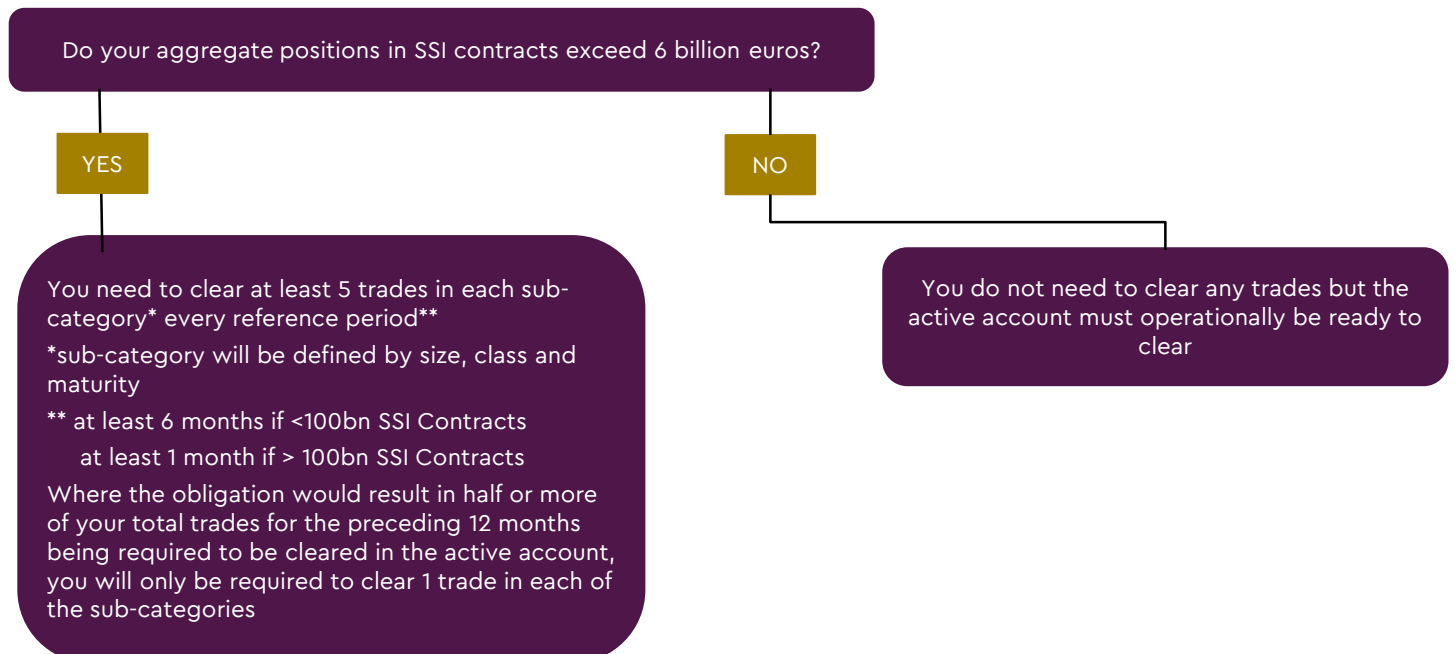 Do your aggregate positions in SSI contracts exceed 6 billion euros?
YES
NO
You need to clear at least 5 trades in each sub-
category* every reference period**
*sub-category will be defined by size, class and
maturity
** at least 6 months if <100bn SSI Contracts
at least 1 month if > 100bn SSI Contracts
Where the obligation would result in half or more
of your total trades for the preceding 12 months
being required to be cleared in the active account,
you will only be required to clear 1 trade in each of
the sub-categories
You do not need to clear any trades but the
active account must operationally be ready to
clear